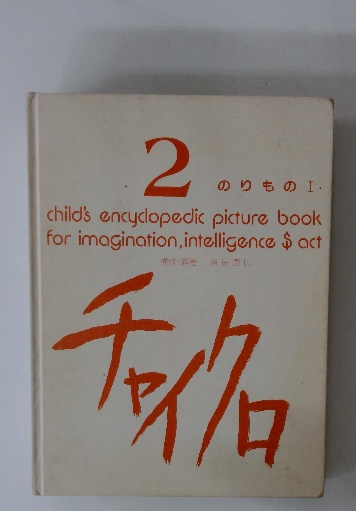 2 のりもの I
child's encyclopedic picture book
for imagination, intelligence $ act
チャイクロ